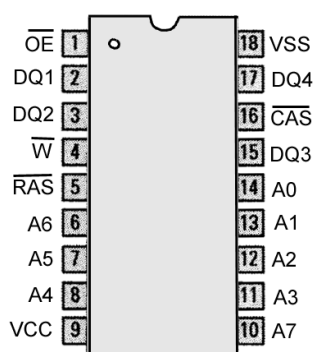 OE 1 18 VSS
DQ1 2 17 DQ4
DQ2 3 16 CAS
W 4 15 DQ3
RAS 5 14 A0
A6 6 13 A1
A5 7 12 A2
A4 8 11 A3
VCC 9 10 A7